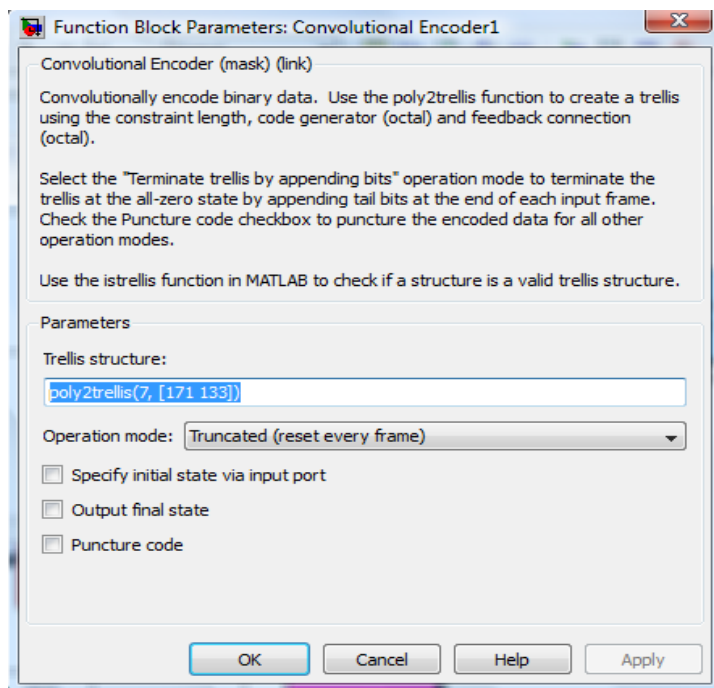 Function Block Parameters: Convolutional Encoder1
Convolutional Encoder (mask) (link)
Convolutionally encode binary data.  Use the poly2trellis function to create a trellis
using the constraint length, code generator (octal) and feedback connection
(octal).
Select the "Terminate trellis by appending bits" operation mode to terminate the
trellis at the all-zero state by appending tail bits at the end of each input frame.
Check the Puncture code checkbox to puncture the encoded data for all other
operation modes.
Use the istrellis function in MATLAB to check if a structure is a valid trellis structure.
Parameters
Trellis structure:
poly2trellis(7, [171 133])
Operation mode: Truncated (reset every frame)
Specify initial state via input port
Output final state
Puncture code
OK Cancel Help Apply